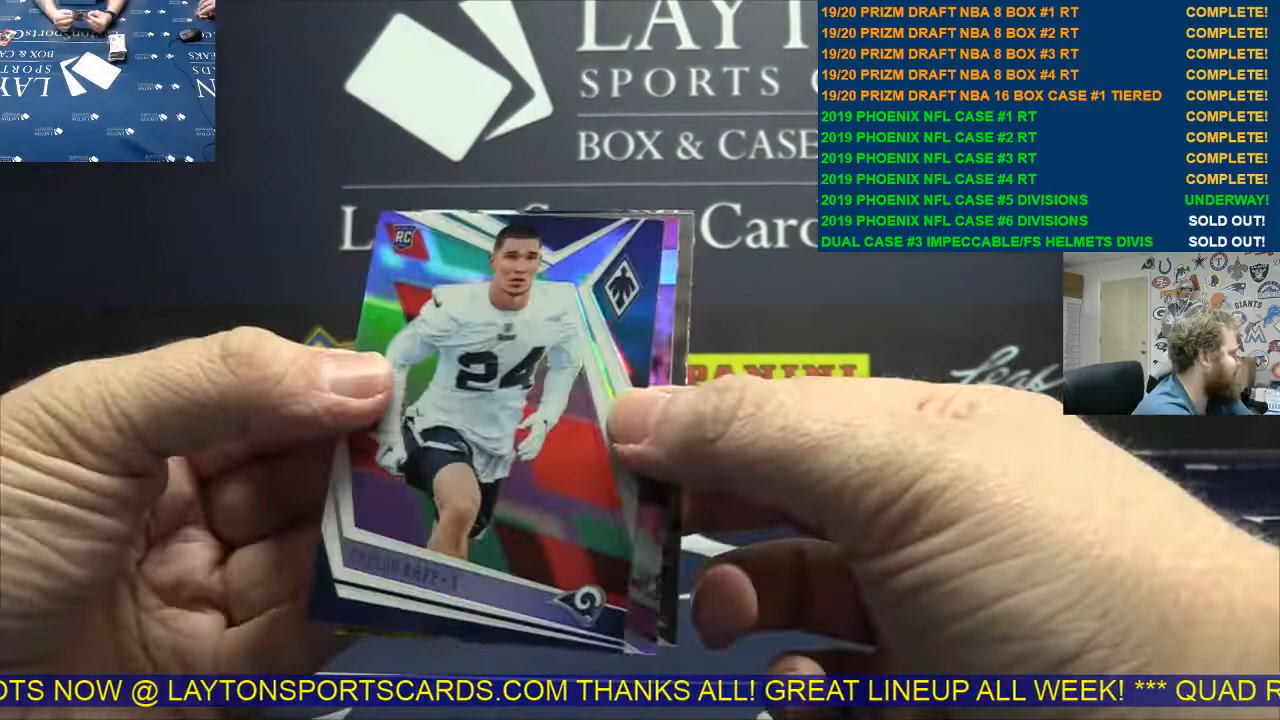 19/20 PRIZM DRAFT NBA 8 BOX #1 RT COMPLETE!
19/20 PRIZM DRAFT NBA 8 BOX #2 RT COMPLETE!
19/20 PRIZM DRAFT NBA 8 BOX #3 RT COMPLETE!
19/20 PRIZM DRAFT NBA 8 BOX #4 RT COMPLETE!
19/20 PRIZM DRAFT NBA 16 BOX CASE #1 TIERED COMPLETE!
2019 PHOENIX NFL CASE #1 RT COMPLETE!
2019 PHOENIX NFL CASE #2 RT COMPLETE!
2019 PHOENIX NFL CASE #3 RT COMPLETE!
2019 PHOENIX NFL CASE #4 RT COMPLETE!
2019 PHOENIX NFL CASE #5 DIVISIONS UNDERWAY!
2019 PHOENIX NFL CASE #6 DIVISIONS SOLD OUT!
DUAL CASE #3 IMPECCABLE/FS HELMETS DIVIS SOLD OUT!
LAYT
SPORTS
BOX & CASE
Card
RC
24
PANINI
Leaf
GIANTS
OTS NOW @ LAYTONSPORTSCARDS.COM THANKS ALL! GREAT LINEUP ALL WEEK! *** QUAD R